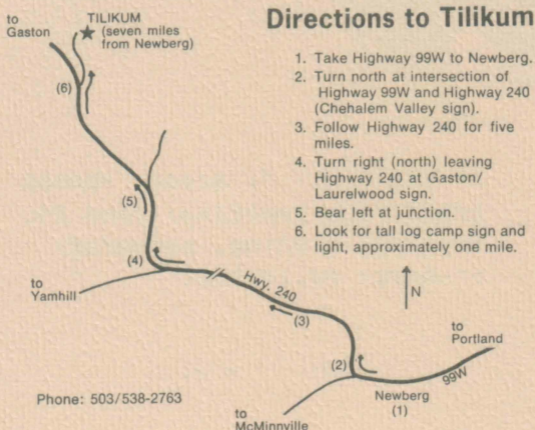 Directions to Tilikum
1. Take Highway 99W to Newberg.
2. Turn north at intersection of
Highway 99W and Highway 240
(Chehalem Valley sign).
3. Follow Highway 240 for five
miles.
4. Turn right (north) leaving
Highway 240 at Gaston/
Laurelwood sign.
5. Bear left at junction.
6. Look for tall log camp sign and
light, approximately one mile.
to
Gaston
TILIKUM
(seven miles
from Newberg)
(6)
(5)
(4)
to
Yamhill
Hwy. 240
(3)
N
to
Portland
(2)
99W
Newberg
(1)
to
McMinnville
Phone: 503/538-2763